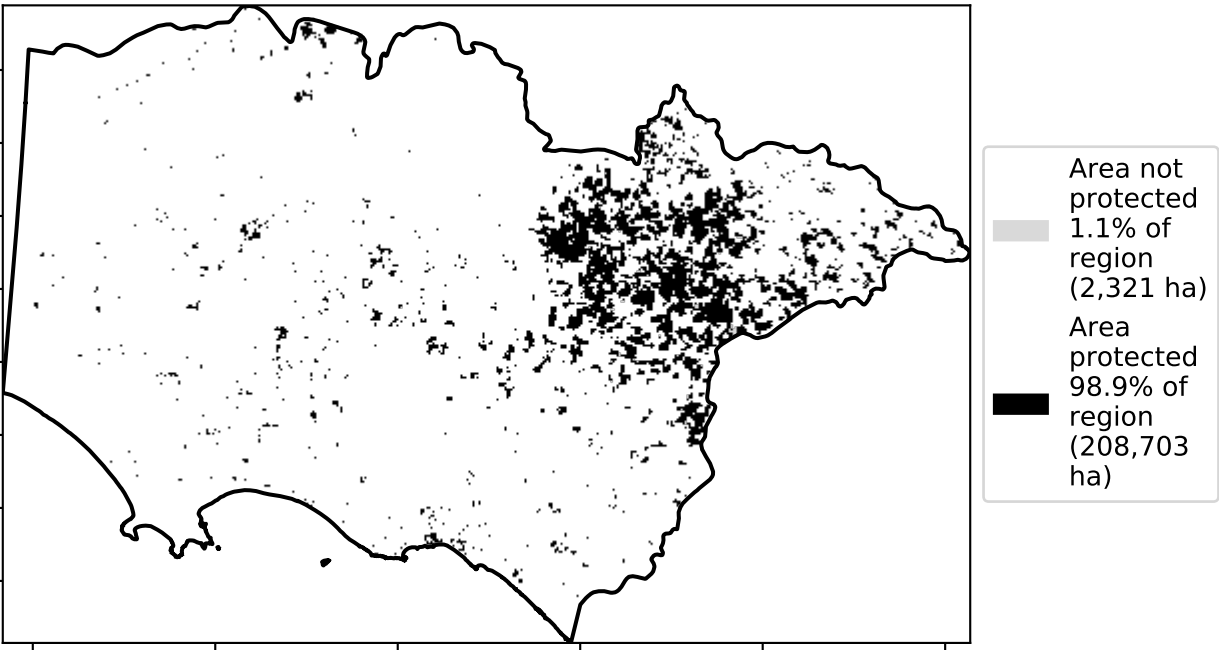 Area not
protected
1.1% of
region
(2,321 ha)
Area
protected
98.9% of
region
(208,703
ha)